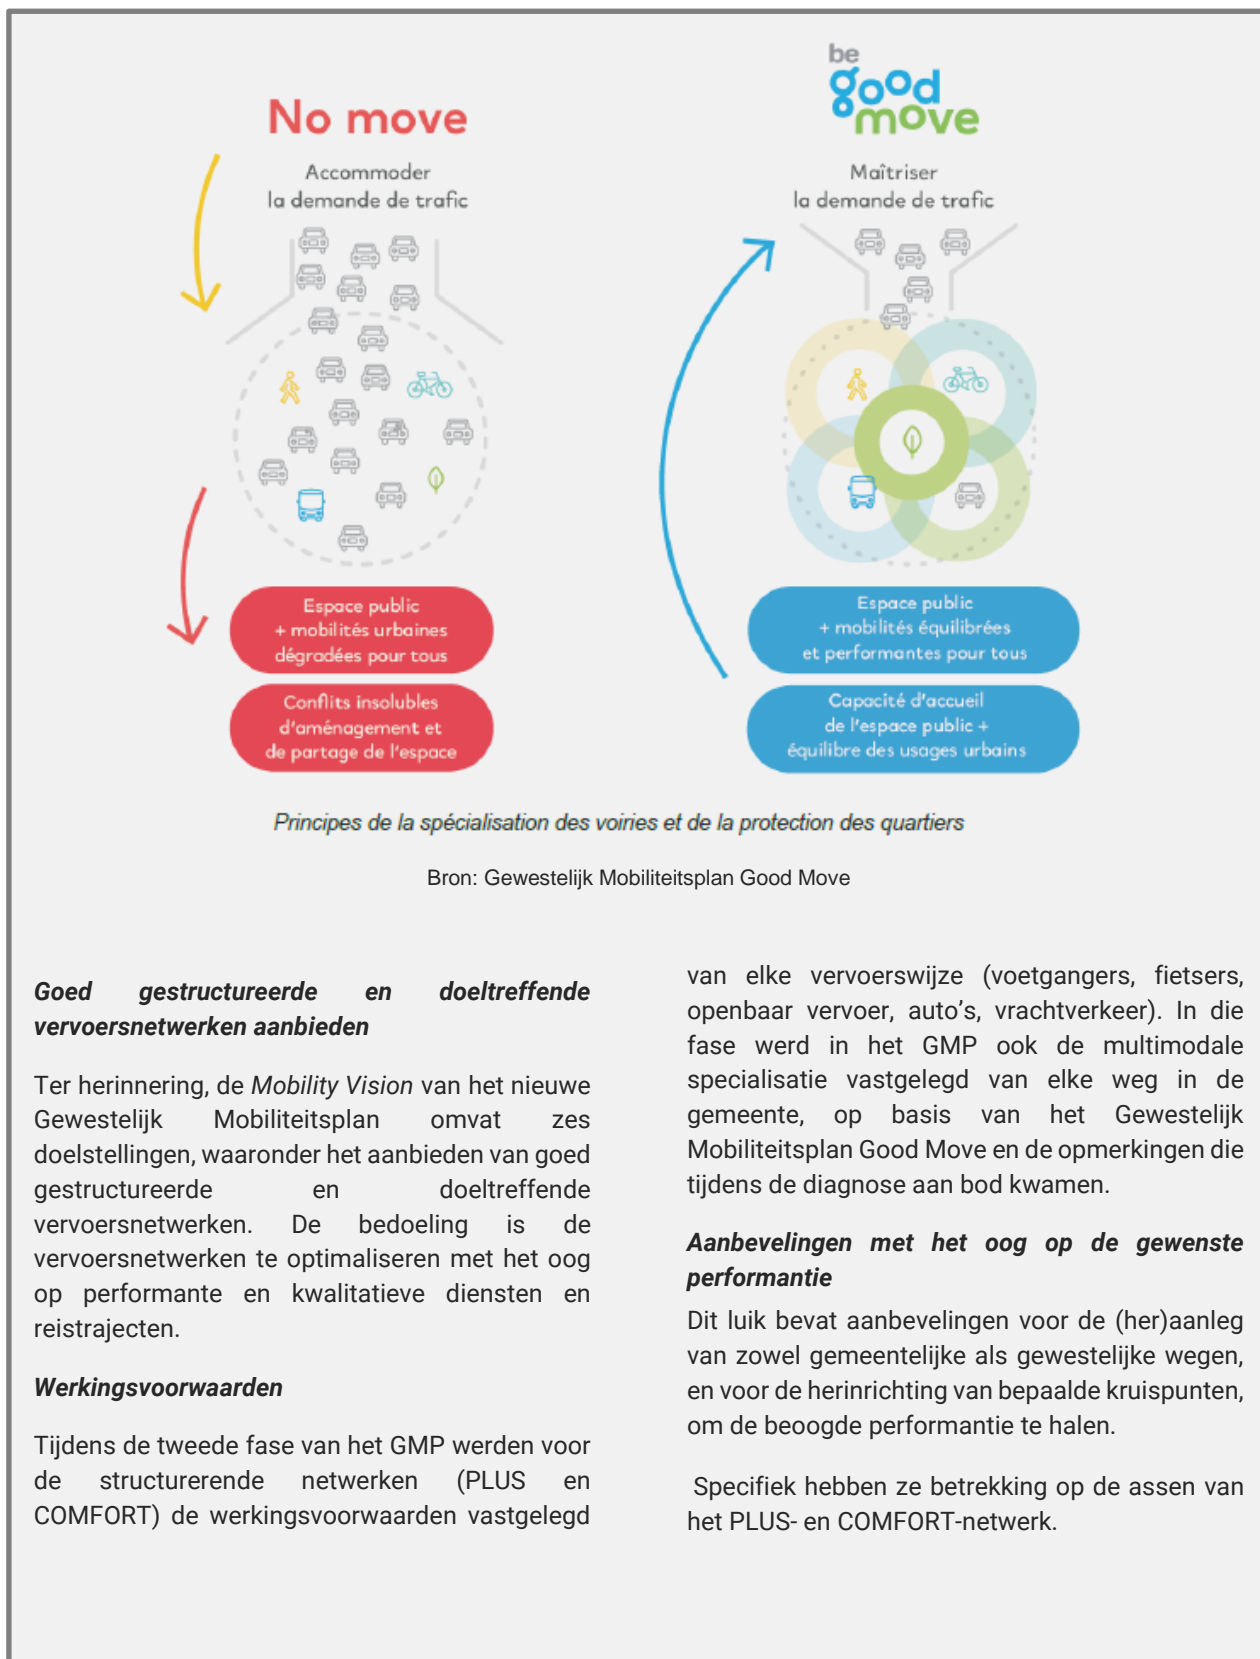 No move
Accommoder
la demande de trafic
Espace public
+ mobilités urbaines
dégradées pour tous
Conflits insolubles
d'aménagement et
de partage de l'espace
be
good
move
Maîtriser
la demande de trafic
Espace public
+ mobilités équilibrées
et performantes pour tous
Capacité d'accueil
de l'espace public +
équilibre des usages urbains
Principes de la spécialisation des voiries et de la protection des quartiers
Bron: Gewestelijk Mobiliteitsplan Good Move
Goed gestructureerde en doeltreffende
vervoersnetwerken aanbieden
Ter herinnering, de Mobility Vision van het nieuwe
Gewestelijk Mobiliteitsplan omvat zes
doelstellingen, waaronder het aanbieden van goed
gestructureerde en doeltreffende
vervoersnetwerken. De bedoeling is de
vervoersnetwerken te optimaliseren met het oog
op performante en kwalitatieve diensten en
reistrajecten.
Werkingsvoorwaarden
Tijdens de tweede fase van het GMP werden voor
de structurerende netwerken (PLUS en
COMFORT) de werkingsvoorwaarden vastgelegd
van elke vervoerswijze (voetgangers, fietsers,
openbaar vervoer, auto's, vrachtverkeer). In die
fase werd in het GMP ook de multimodale
specialisatie vastgelegd van elke weg in de
gemeente, op basis van het Gewestelijk
Mobiliteitsplan Good Move en de opmerkingen die
tijdens de diagnose aan bod kwamen.
Aanbevelingen met het oog op de gewenste
performantie
Dit luik bevat aanbevelingen voor de (her)aanleg
van zowel gemeentelijke als gewestelijke wegen,
en voor de herinrichting van bepaalde kruispunten,
om de beoogde performantie te halen.
Specifiek hebben ze betrekking op de assen van
het PLUS- en COMFORT-netwerk.